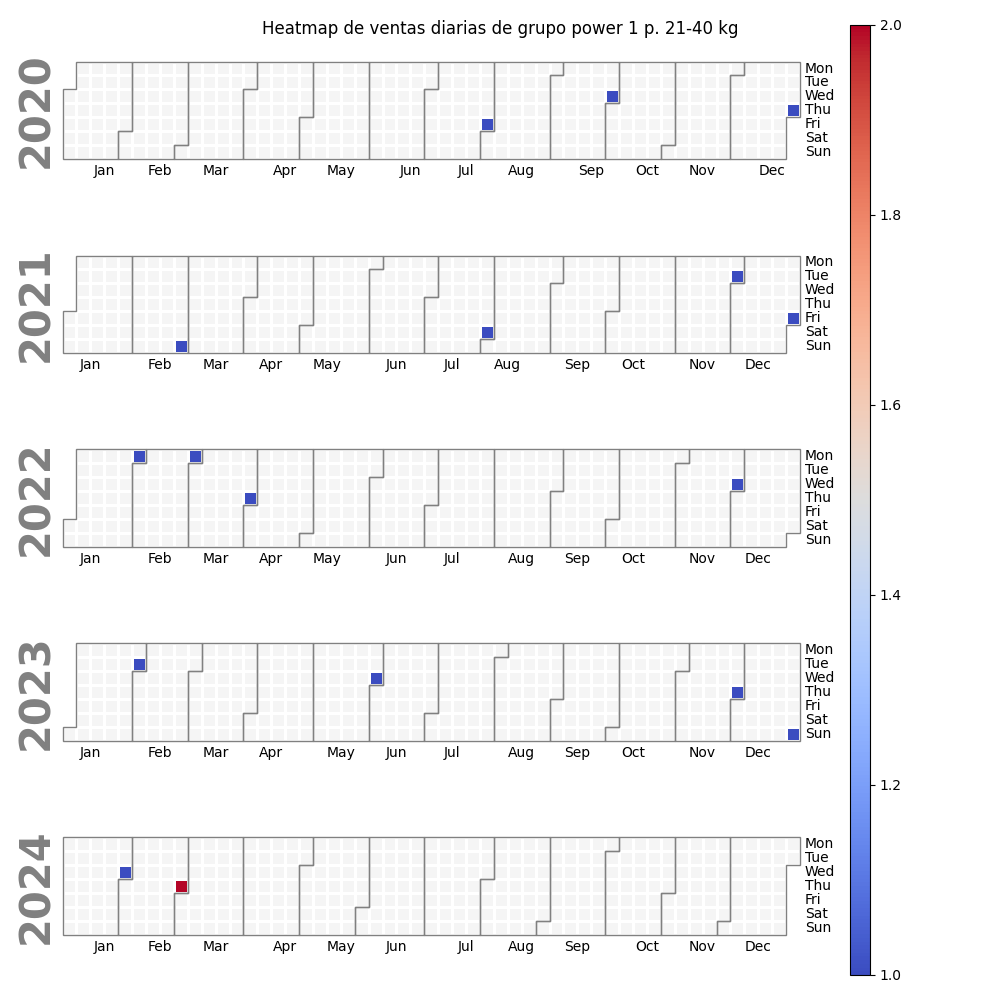 Heatmap de ventas diarias de grupo power 1 p. 21-40 kg
2020
Mon
Tue
Wed
Thu
Fri
Sat
Sun
Jan Feb Mar Apr May Jun Jul Aug Sep Oct Nov Dec
2021
Mon
Tue
Wed
Thu
Fri
Sat
Sun
Jan Feb Mar Apr May Jun Jul Aug Sep Oct Nov Dec
2022
Mon
Tue
Wed
Thu
Fri
Sat
Sun
Jan Feb Mar Apr May Jun Jul Aug Sep Oct Nov Dec
2023
Mon
Tue
Wed
Thu
Fri
Sat
Sun
Jan Feb Mar Apr May Jun Jul Aug Sep Oct Nov Dec
2024
Mon
Tue
Wed
Thu
Fri
Sat
Sun
Jan Feb Mar Apr May Jun Jul Aug Sep Oct Nov Dec
2.0
1.8
1.6
1.4
1.2
1.0